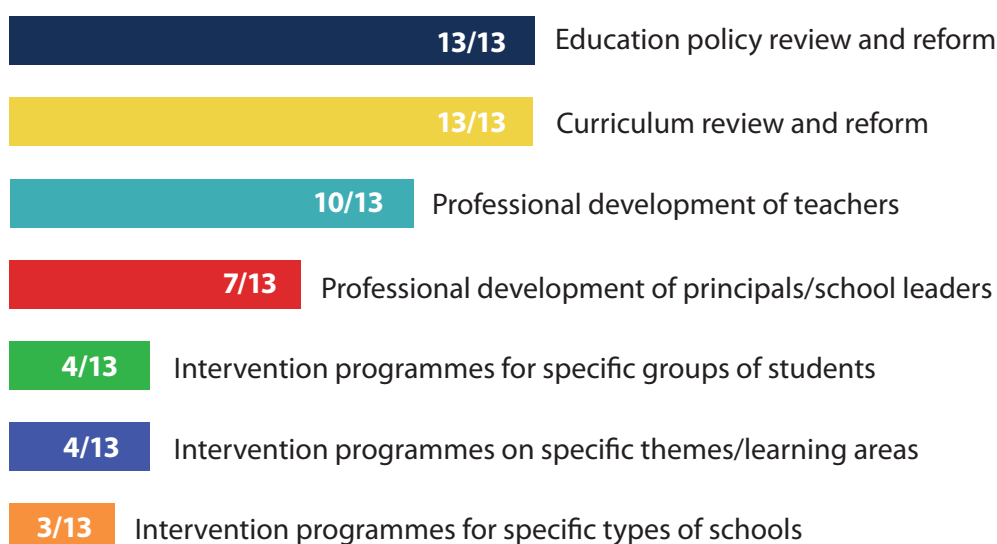 13/13 Education policy review and reform
13/13 Curriculum review and reform
10/13 Professional development of teachers
7/13 Professional development of principals/school leaders
4/13 Intervention programmes for specific groups of students
4/13 Intervention programmes on specific themes/learning areas
3/13 Intervention programmes for specific types of schools